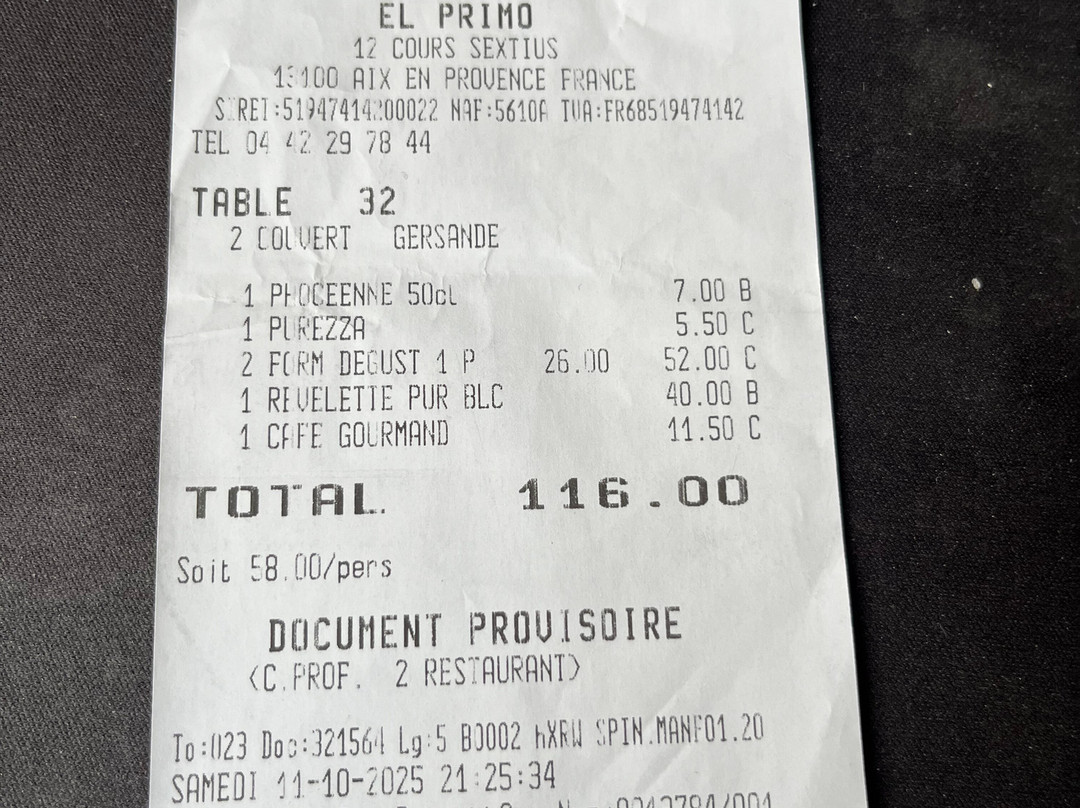 EL PRIMO
12 COURS SEXTIUS
13100 AIX EN PROVENCE FRANCE
SIRET:51947414200022 NAF:5610A TVA:FR68519474142
TEL 04 42 29 78 44
TABLE 32
2 COUVERT GERSANDE
1 PHOCEENNE 50cl 7.00 B
1 PUREZZA 5.50 C
2 FORM DEGUST 1 P 26.00 52.00 C
1 REVELETTE PUR BLC 40.00 B
1 CAFE GOURMAND 11.50 C
TOTAL 116.00
Soit 58.00/pers
DOCUMENT PROVISOIRE
<C.PROF. 2 RESTAURANT>
To:023 Doc:321564 Lg:5 B0002 hXRW SPIN.MANF01.20
SAMEDI 11-10-2025 21:25:34